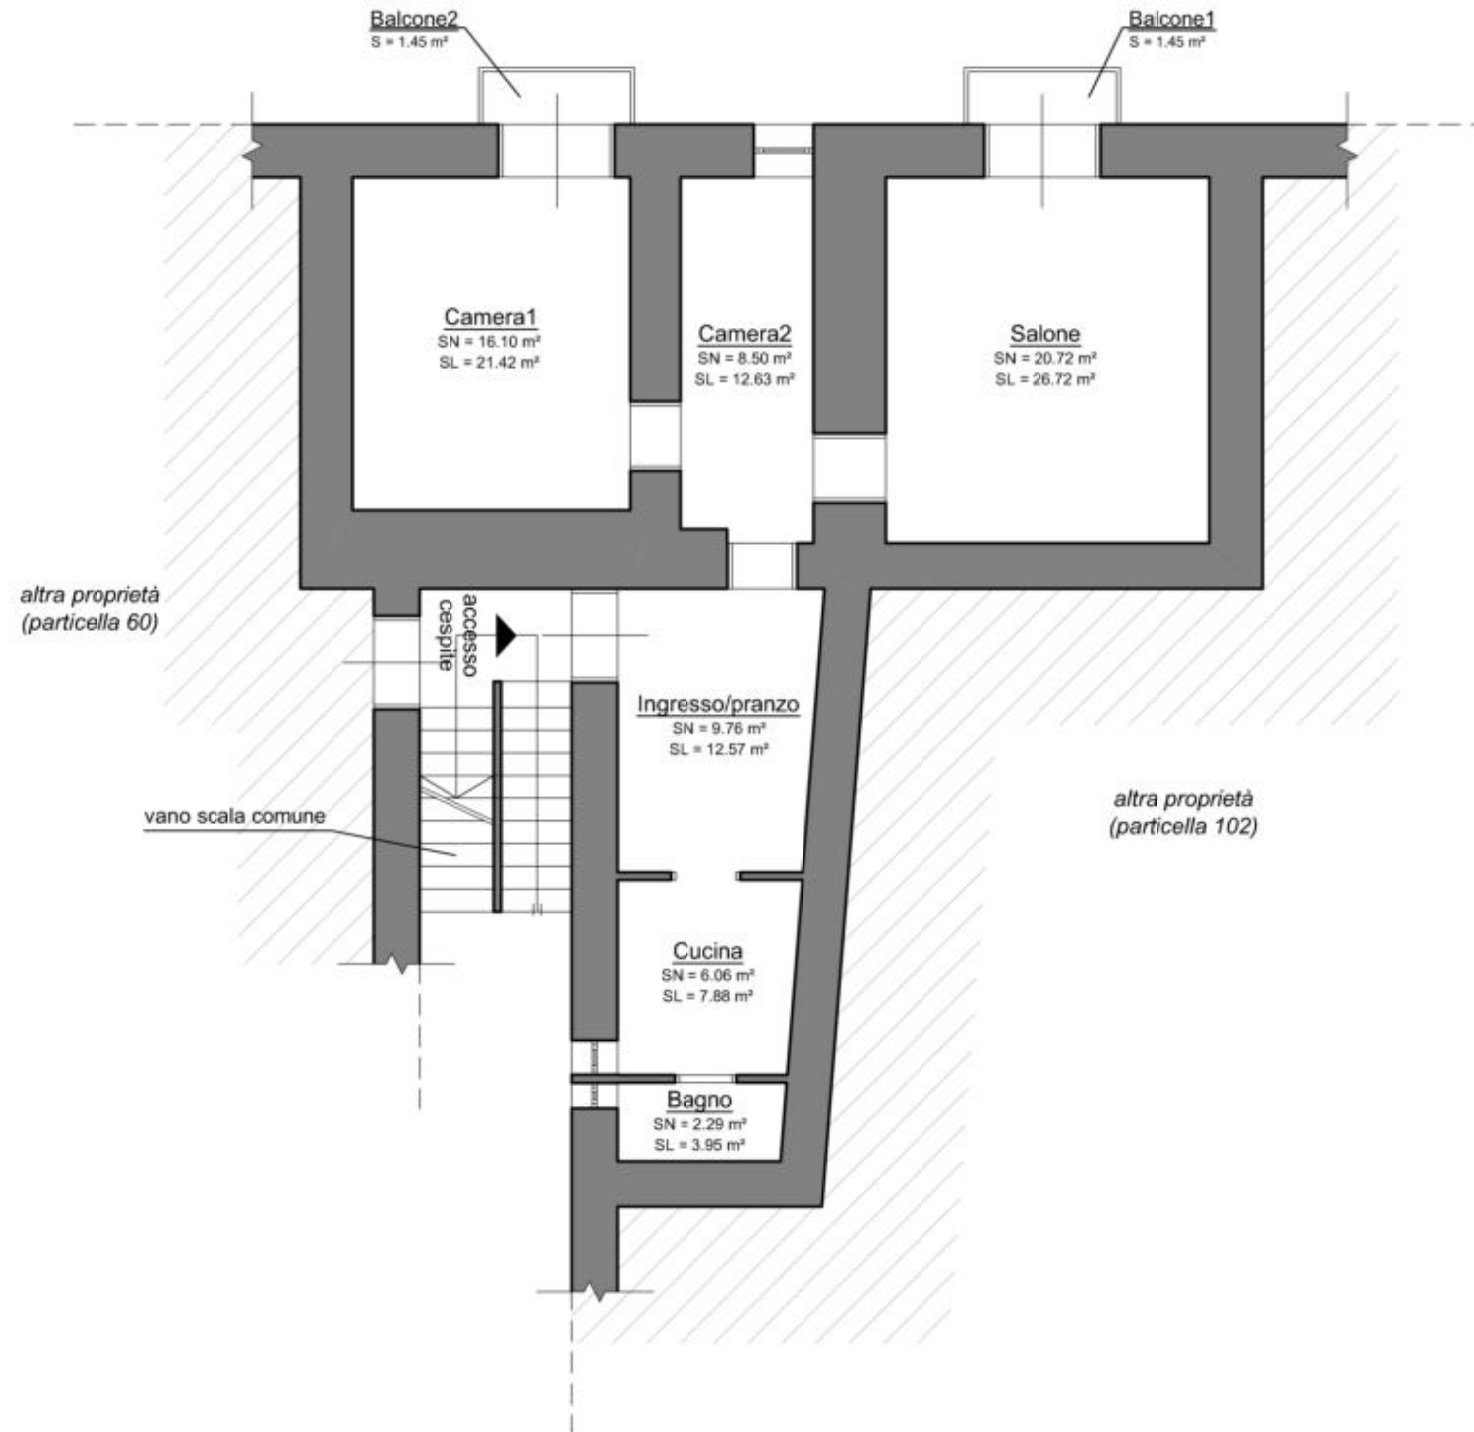 Balcone2
S = 1.45 m²
Balcone1
S = 1.45 m²
Camera1
SN = 16.10 m²
SL = 21.42 m²
Camera2
SN = 8.50 m²
SL = 12.63 m²
Salone
SN = 20.72 m²
SL = 26.72 m²
altra proprietà
(particella 60)
accesso
cespite
Ingresso/pranzo
SN = 9.76 m²
SL = 12.57 m²
vano scala comune
altra proprietà
(particella 102)
Cucina
SN = 6.06 m²
SL = 7.88 m²
Bagno
SN = 2.29 m²
SL = 3.95 m²